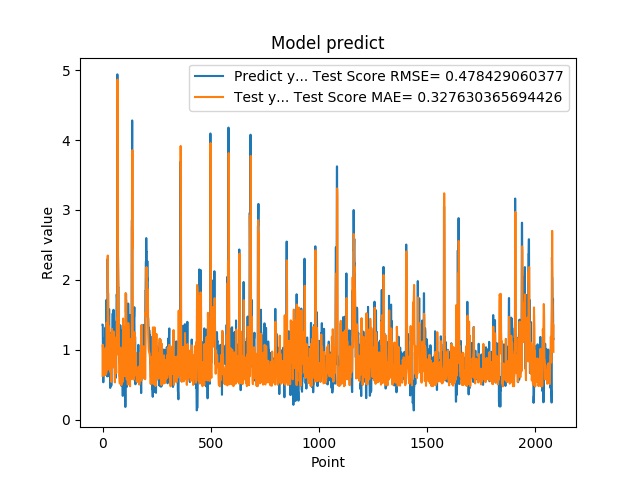 Model predict
Predict y... Test Score RMSE= 0.478429060377
Test y... Test Score MAE= 0.327630365694426
5
4
3
2
1
0
Real value
0
500
1000
1500
2000
Point